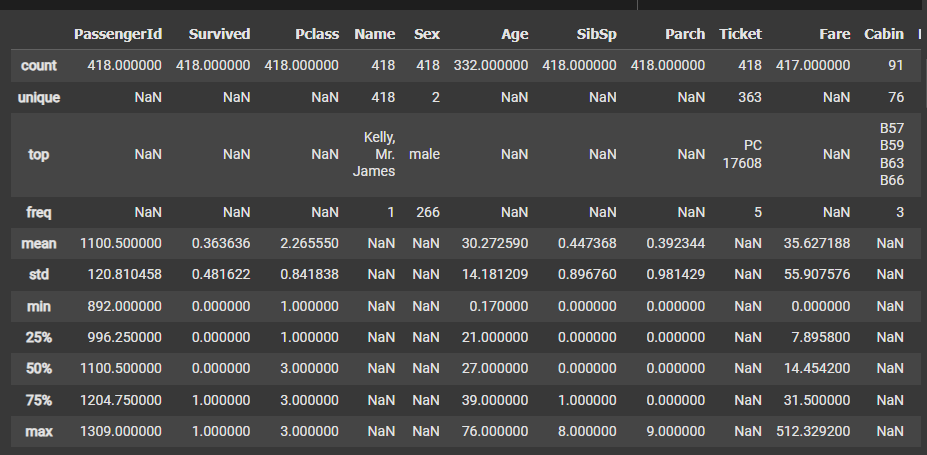 PassengerId Survived Pclass Name Sex Age SibSp Parch Ticket Fare Cabin
count 418.000000 418.000000 418.000000 418 418 332.000000 418.000000 418.000000 418 417.000000 91
unique NaN NaN NaN 418 2 NaN NaN NaN 363 NaN 76
top NaN NaN NaN Kelly, Mr. James male NaN NaN NaN PC 17608 NaN B57 B59 B63 B66
freq NaN NaN NaN 1 266 NaN NaN NaN 5 NaN 3
mean 1100.500000 0.363636 2.265550 NaN NaN 30.272590 0.447368 0.392344 NaN 35.627188 NaN
std 120.810458 0.481622 0.841838 NaN NaN 14.181209 0.896760 0.981429 NaN 55.907576 NaN
min 892.000000 0.000000 1.000000 NaN NaN 0.170000 0.000000 0.000000 NaN 0.000000 NaN
25% 996.250000 0.000000 1.000000 NaN NaN 21.000000 0.000000 0.000000 NaN 7.895800 NaN
50% 1100.500000 0.000000 3.000000 NaN NaN 27.000000 0.000000 0.000000 NaN 14.454200 NaN
75% 1204.750000 1.000000 3.000000 NaN NaN 39.000000 1.000000 0.000000 NaN 31.500000 NaN
max 1309.000000 1.000000 3.000000 NaN NaN 76.000000 8.000000 9.000000 NaN 512.329200 NaN